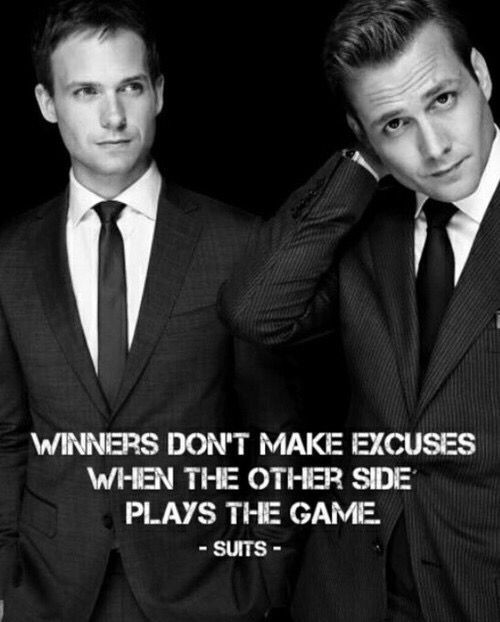 WINNERS DON'T MAKE EXCUSES
WHEN THE OTHER SIDE
PLAYS THE GAME.
- SUITS -